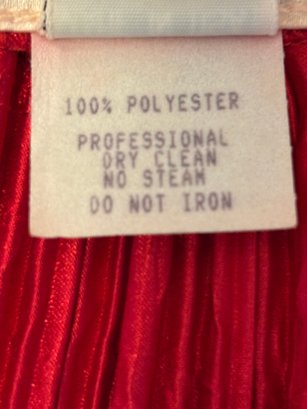 100% POLYESTER
PROFESSIONAL
DRY CLEAN
NO STEAM
DO NOT IRON